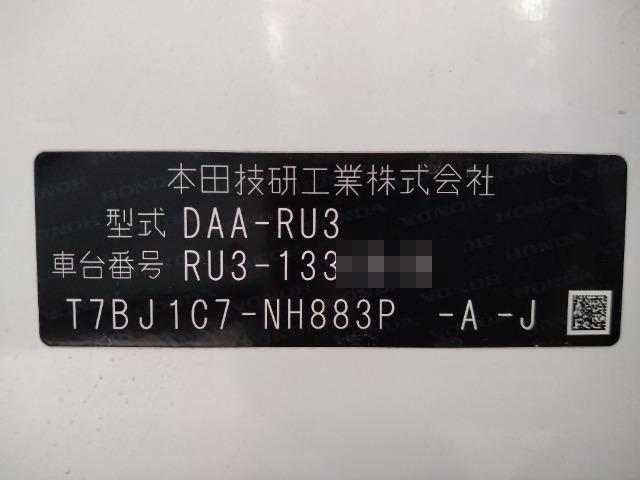 本田技研工業株式会社
型式 DAA-RU3
車台番号 RU3-133
T7BJ1C7-NH883P -A -J